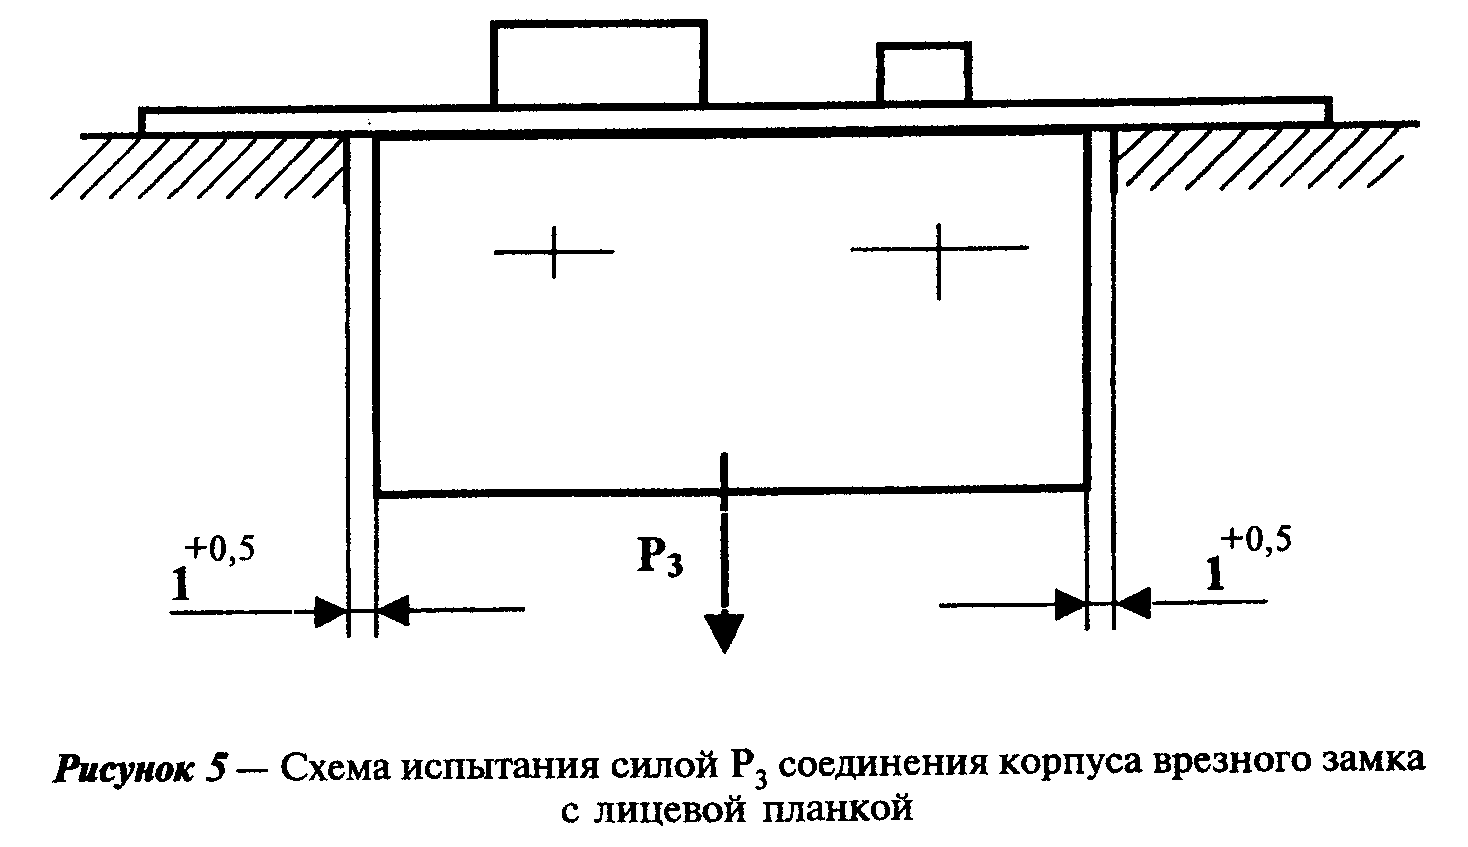 1 +0,5
P3
1 +0,5
Рисунок 5 — Схема испытания силой P3 соединения корпуса врезного замка
с лицевой планкой